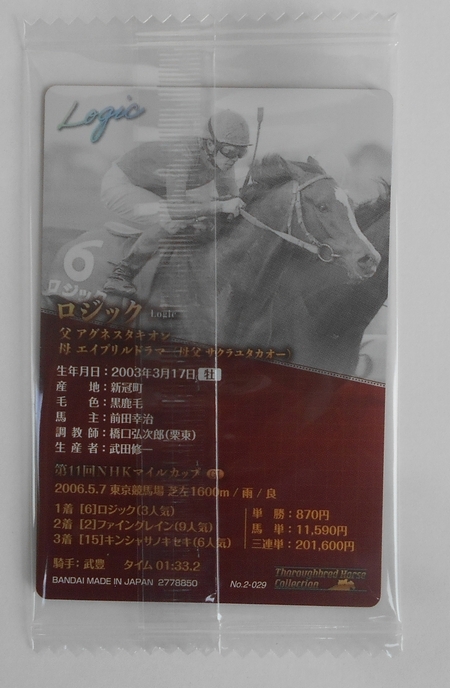 Logic
6
ロジック
ロジック Logic
父 アグネスタキオン
母 エイプリルドラマ（母父 サクラユタカオー）
生年月日：2003年3月17日 牡
産地：新冠町
毛色：黒鹿毛
馬主：前田幸治
調教師：橋口弘次郎(栗東)
生産者：武田修一
第11回NHKマイルカップ
2006.5.7 東京競馬場 芝左1600m / 雨 / 良
1着 [6]ロジック(3人気)
2着 [2]ファイングレイン(9人気)
3着 [15]キンシャサノキセキ(6人気)
単勝：870円
馬単：11,590円
三連単：201,600円
騎手：武豊 タイム 01:33.2
BANDAI MADE IN JAPAN 2778850
No.2-029
Thoroughbred Horse
Collection